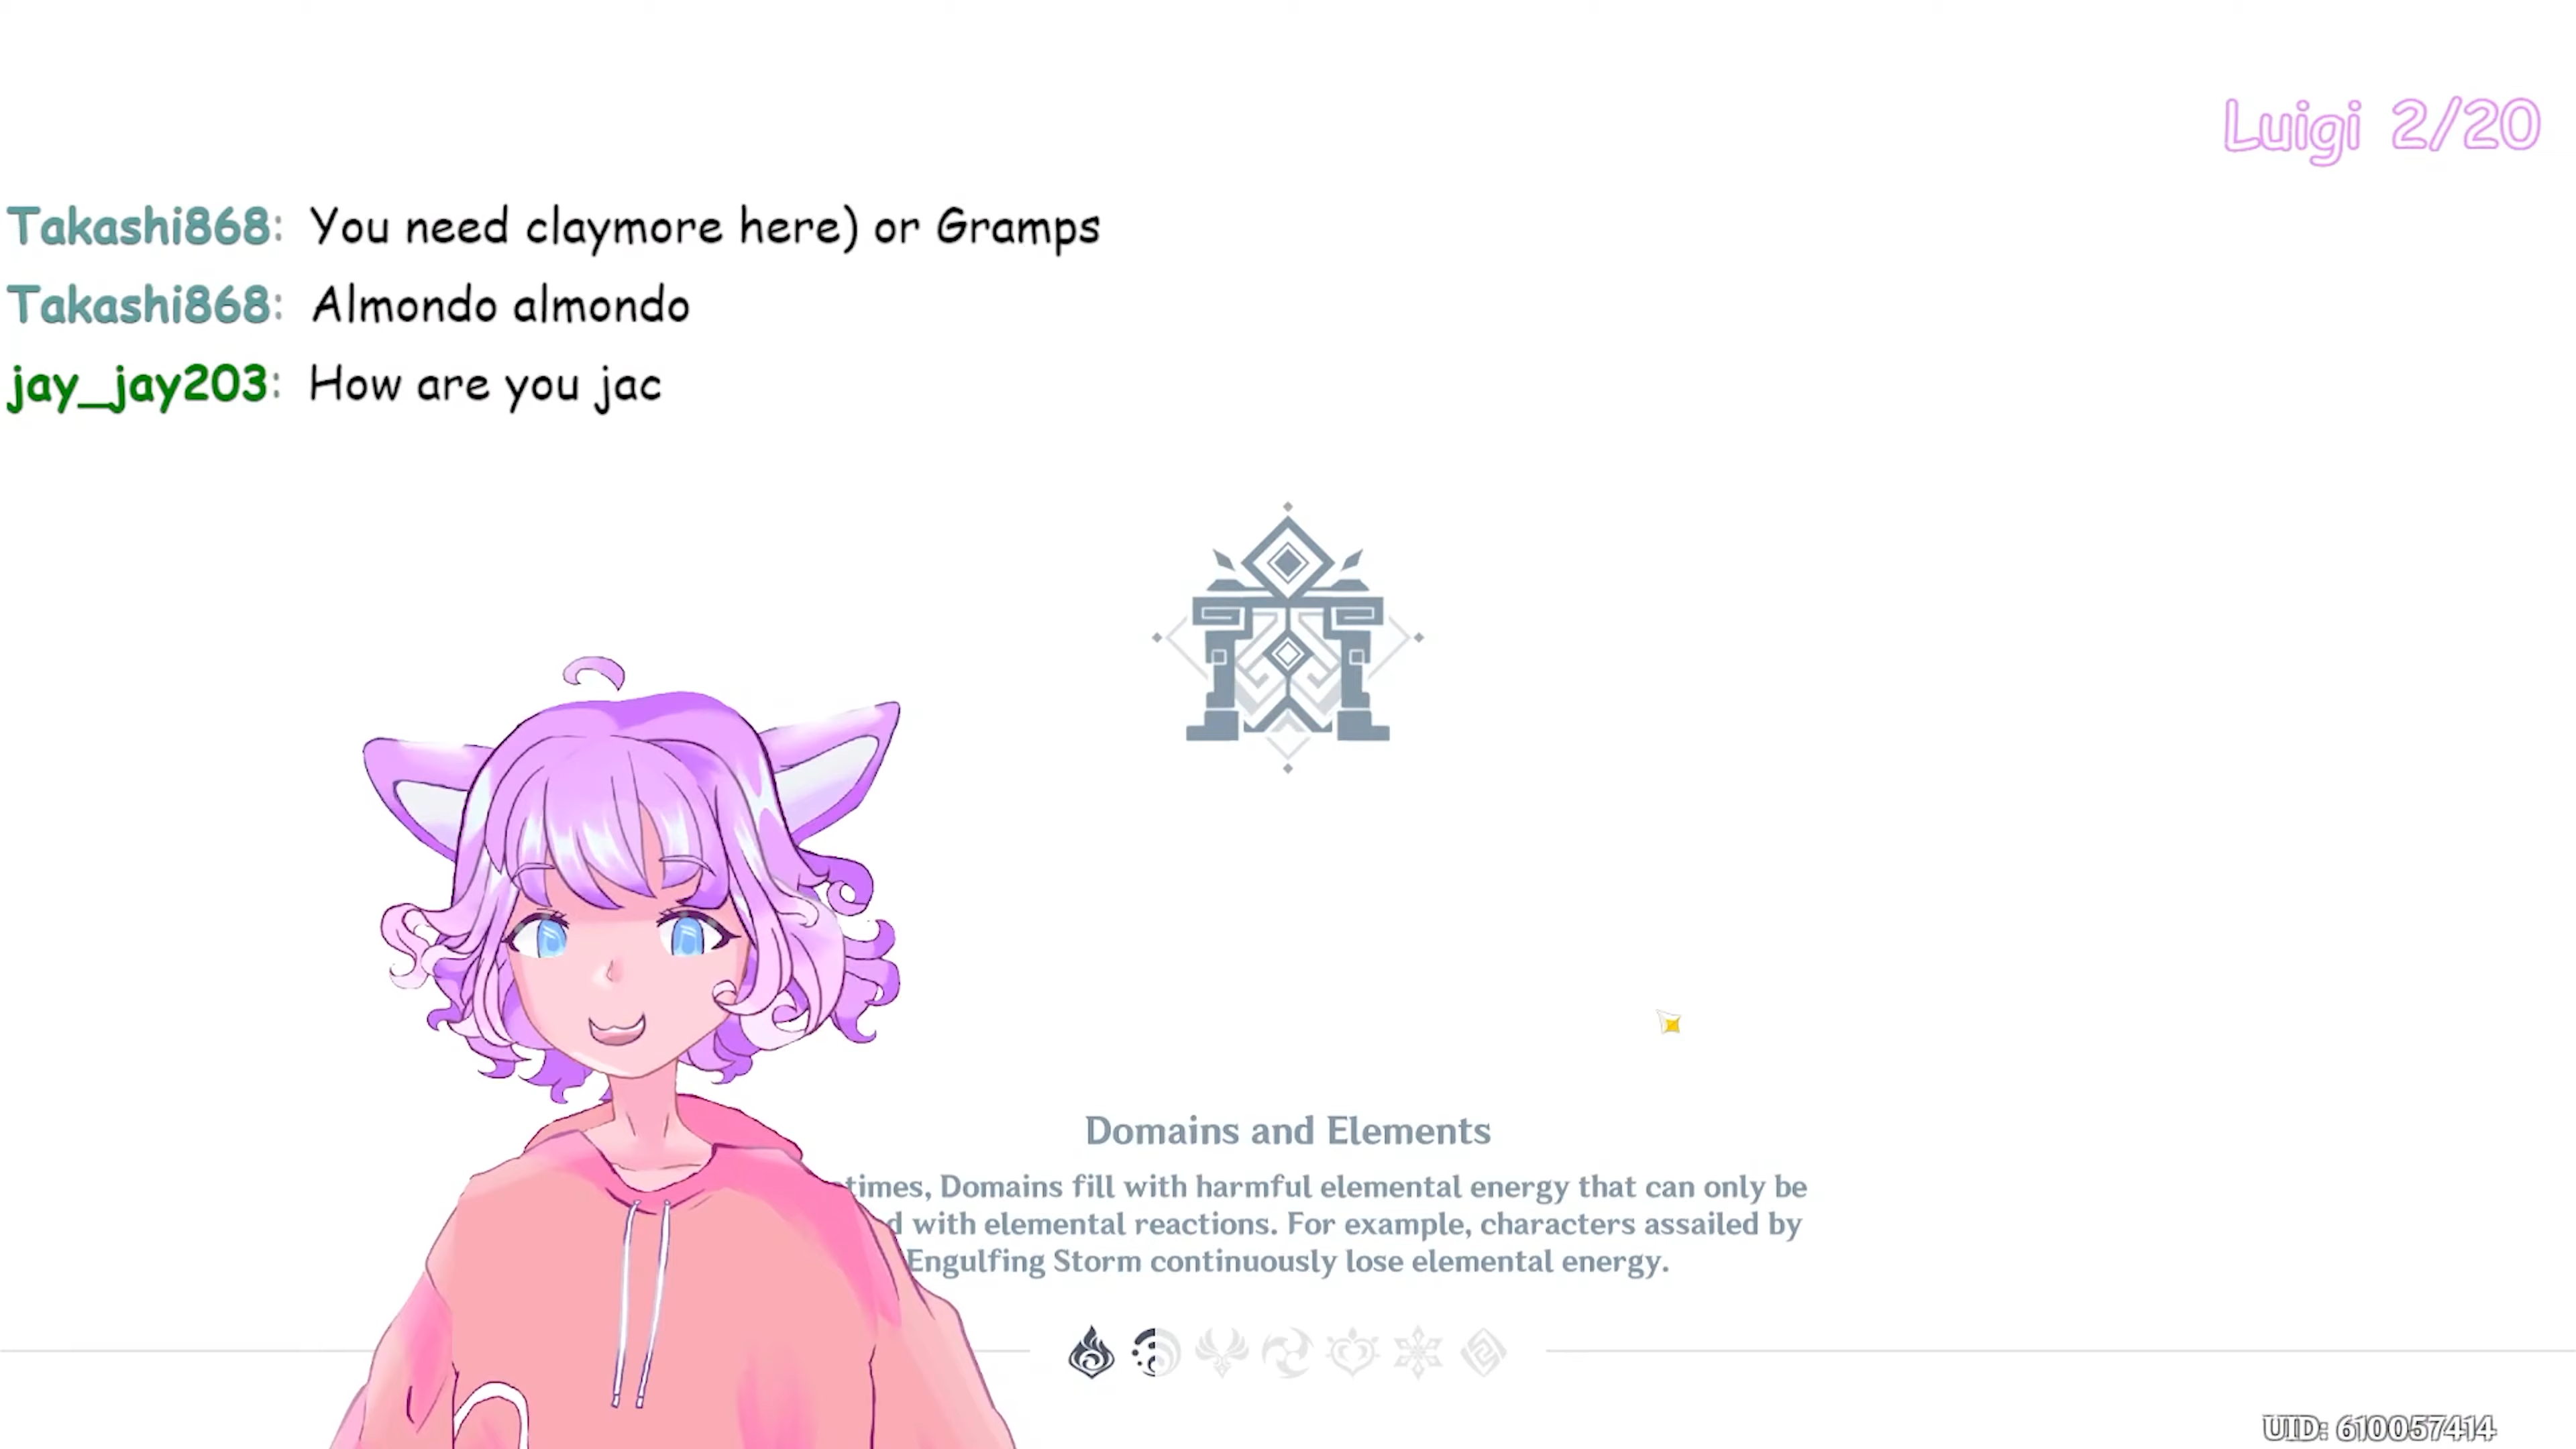 Luigi 2/20
Takashi868: You need claymore here) or Gramps
Takashi868: Almondo almondo
jay_jay203: How are you jac
Domains and Elements
times, Domains fill with harmful elemental energy that can only be
with elemental reactions. For example, characters assailed by
Engulfing Storm continuously lose elemental energy.
UID: 610057414